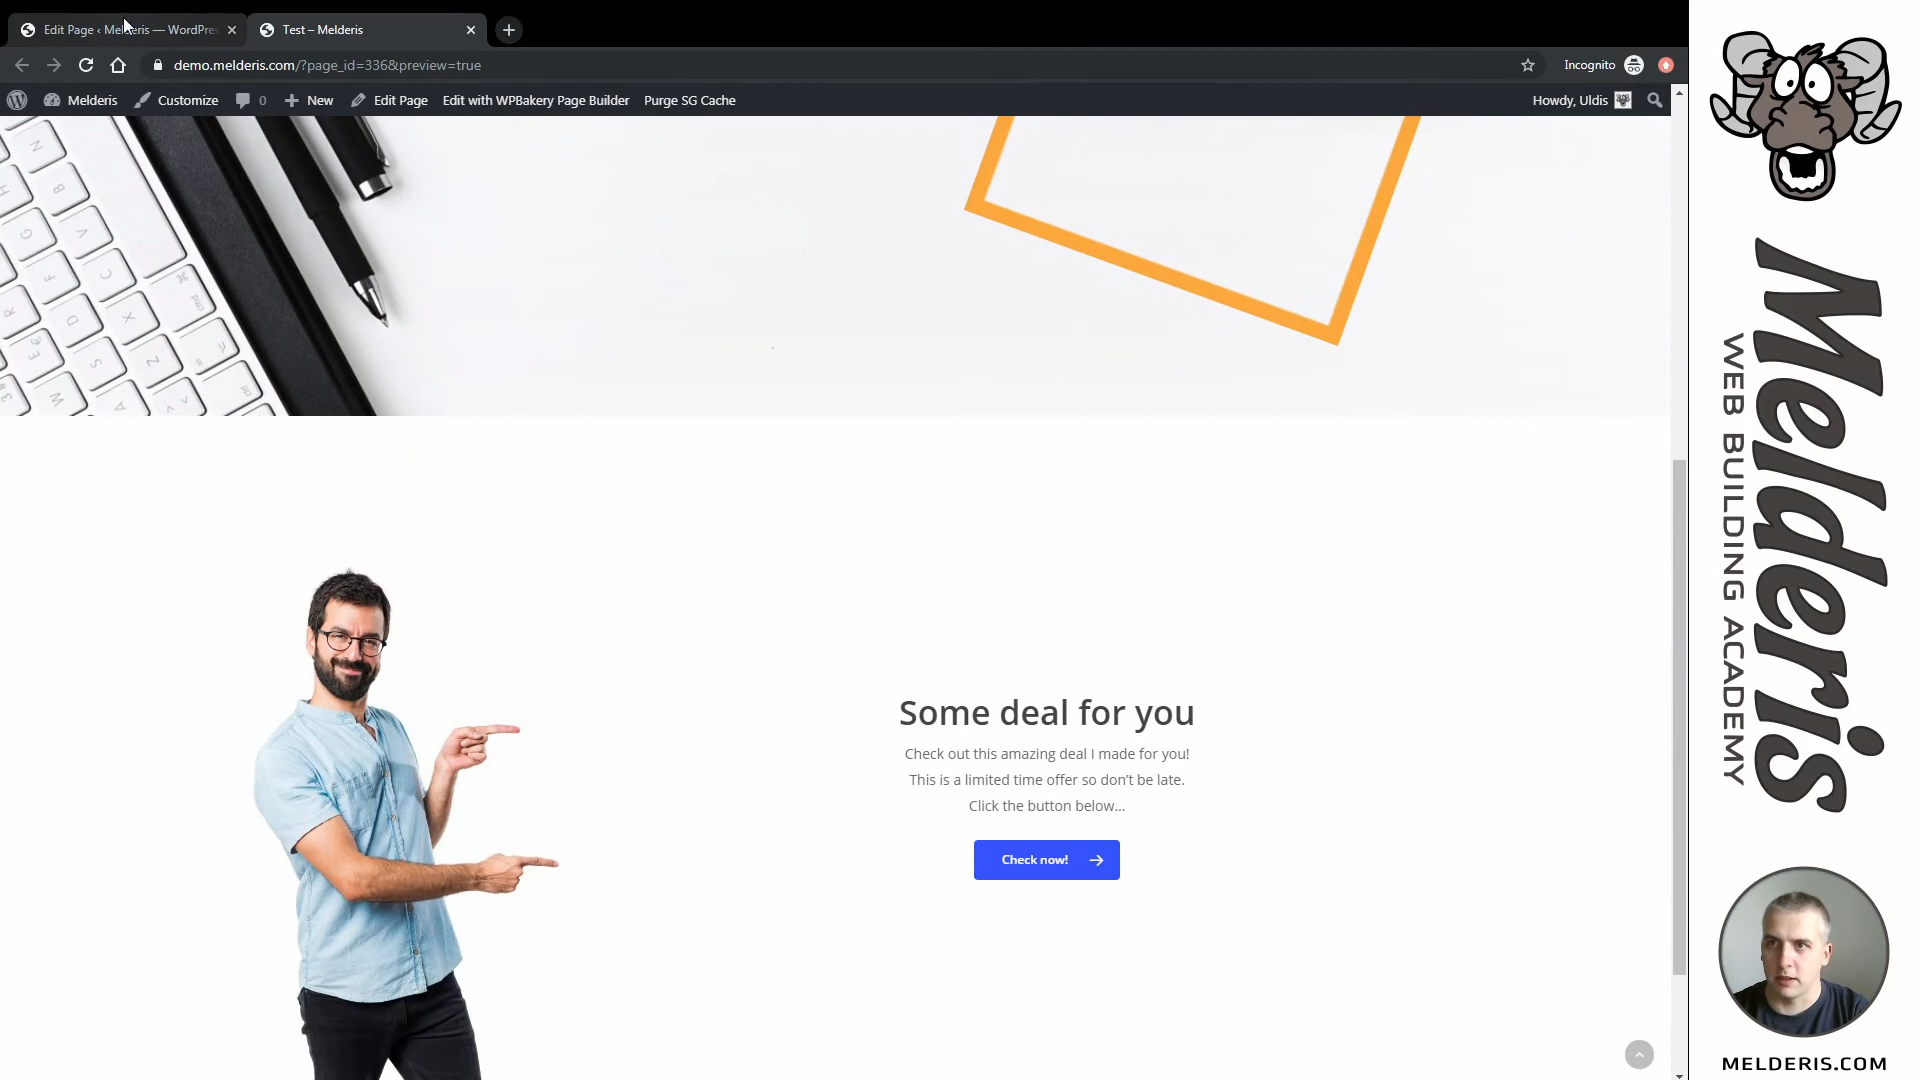 Edit Page ‹ Melderis — WordPres
Test – Melderis
demo.melderis.com/?page_id=336&preview=true
Incognito
Melderis
Customize
0
New
Edit Page
Edit with WPBakery Page Builder
Purge SG Cache
Howdy, Uldis
Some deal for you
Check out this amazing deal I made for you!
This is a limited time offer so don't be late.
Click the button below...
Check now!
Melderis
WEB BUILDING ACADEMY
MELDERIS.COM